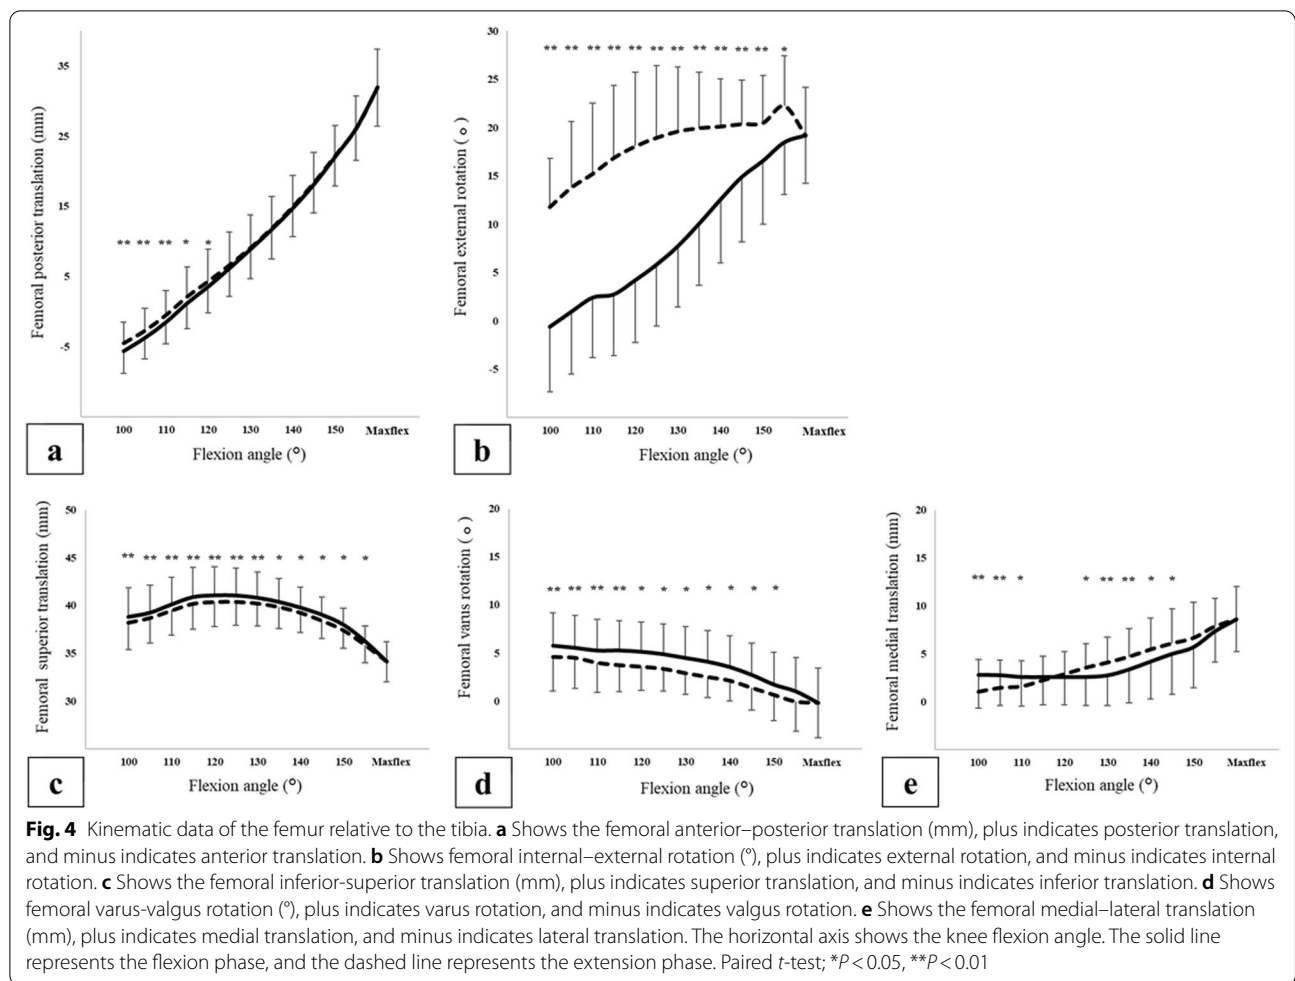 35
25
15
5
-5
Femoral posterior translation (mm)
** ** ** * *
100 110 120 130 140 150 Maxflex
Flexion angle (°)
a
30
25
20
15
10
5
0
-5
Femoral external rotation (°)
** ** ** ** ** ** ** ** ** ** ** *
100 110 120 130 140 150 Maxflex
Flexion angle (°)
b
50
45
40
35
30
Femoral superior translation (mm)
** ** ** ** ** ** ** * * * * *
100 110 120 130 140 150 Maxflex
Flexion angle (°)
c
20
15
10
5
0
Femoral varus rotation (°)
** ** ** ** * * * * * * *
100 110 120 130 140 150 Maxflex
Flexion angle (°)
d
20
15
10
5
0
Femoral medial translation (mm)
** ** * * ** ** * *
100 110 120 130 140 150 Maxflex
Flexion angle (°)
e
Fig. 4 Kinematic data of the femur relative to the tibia. a Shows the femoral anterior–posterior translation (mm), plus indicates posterior translation,
and minus indicates anterior translation. b Shows femoral internal–external rotation (°), plus indicates external rotation, and minus indicates internal
rotation. c Shows the femoral inferior-superior translation (mm), plus indicates superior translation, and minus indicates inferior translation. d Shows
femoral varus-valgus rotation (°), plus indicates varus rotation, and minus indicates valgus rotation. e Shows the femoral medial–lateral translation
(mm), plus indicates medial translation, and minus indicates lateral translation. The horizontal axis shows the knee flexion angle. The solid line
represents the flexion phase, and the dashed line represents the extension phase. Paired t-test; *P < 0.05, **P < 0.01